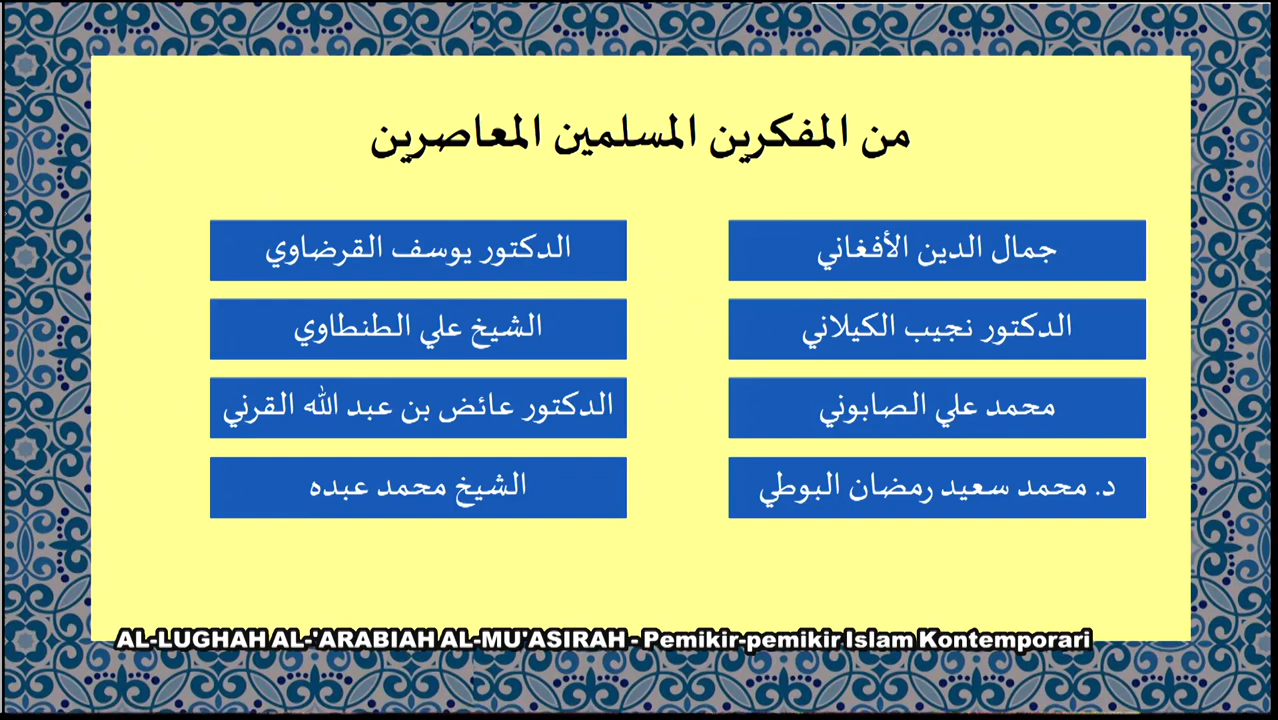 من المفكرين المسلمين المعاصرين
جمال الدين الأفغاني
الدكتور يوسف القرضاوي
الدكتور نجيب الكيلاني
الشيخ علي الطنطاوي
محمد علي الصابوني
الدكتور عائض بن عبد الله القرني
د. محمد سعيد رمضان البوطي
الشيخ محمد عبده
AL-LUGHAH AL-'ARABIAH AL-MU'ASIRAH - Pemikir-pemikir Islam Kontemporari